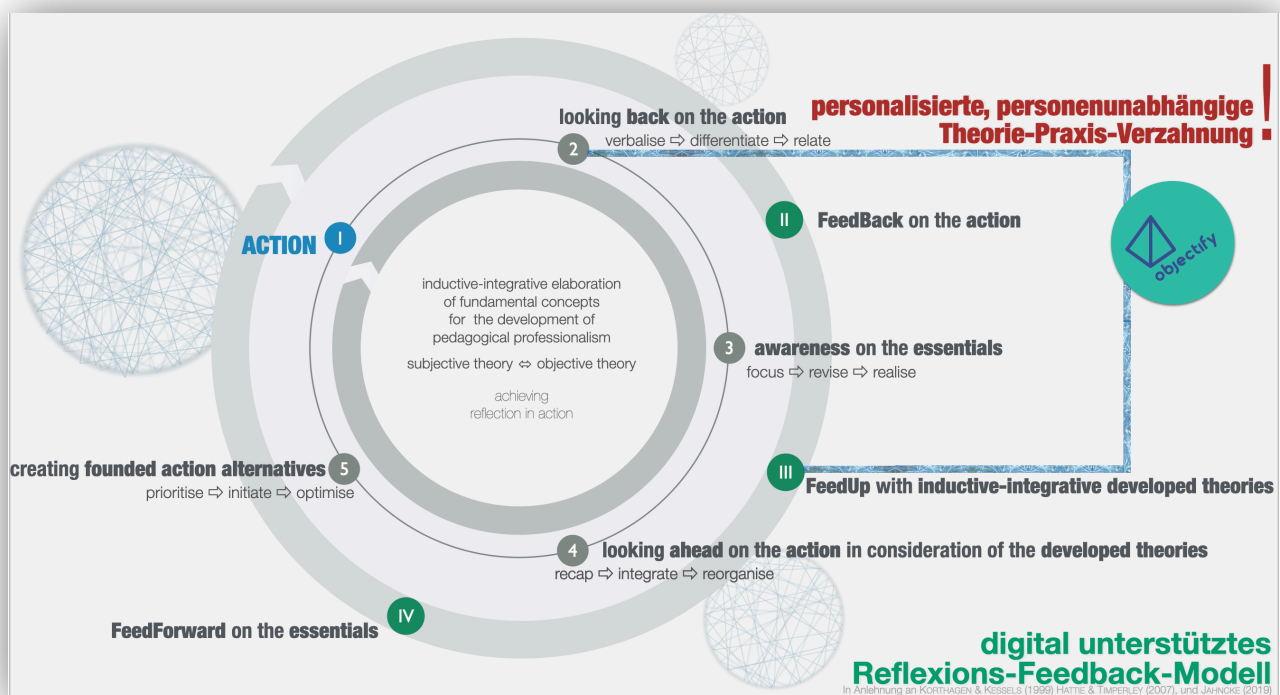 personalisierte, personenunabhängige
Theorie-Praxis-Verzahnung !
looking back on the action
2
verbalise ⇨ differentiate ⇨ relate
II
FeedBack on the action
objectify
ACTION
I
inductive-integrative elaboration
of fundamental concepts
for the development of
pedagogical professionalism
subjective theory ⇔ objective theory
achieving
reflection in action
3
awareness on the essentials
focus ⇨ revise ⇨ realise
III
FeedUp with inductive-integrative developed theories
4
looking ahead on the action in consideration of the developed theories
recap ⇨ integrate ⇨ reorganise
creating founded action alternatives
5
prioritise ⇨ initiate ⇨ optimise
IV
FeedForward on the essentials
digital unterstütztes
Reflexions-Feedback-Modell
In Anlehnung an KORTHAGEN & KESSELS (1999) HATTIE & TIMPERLEY (2007), und JAHNCKE (2019)